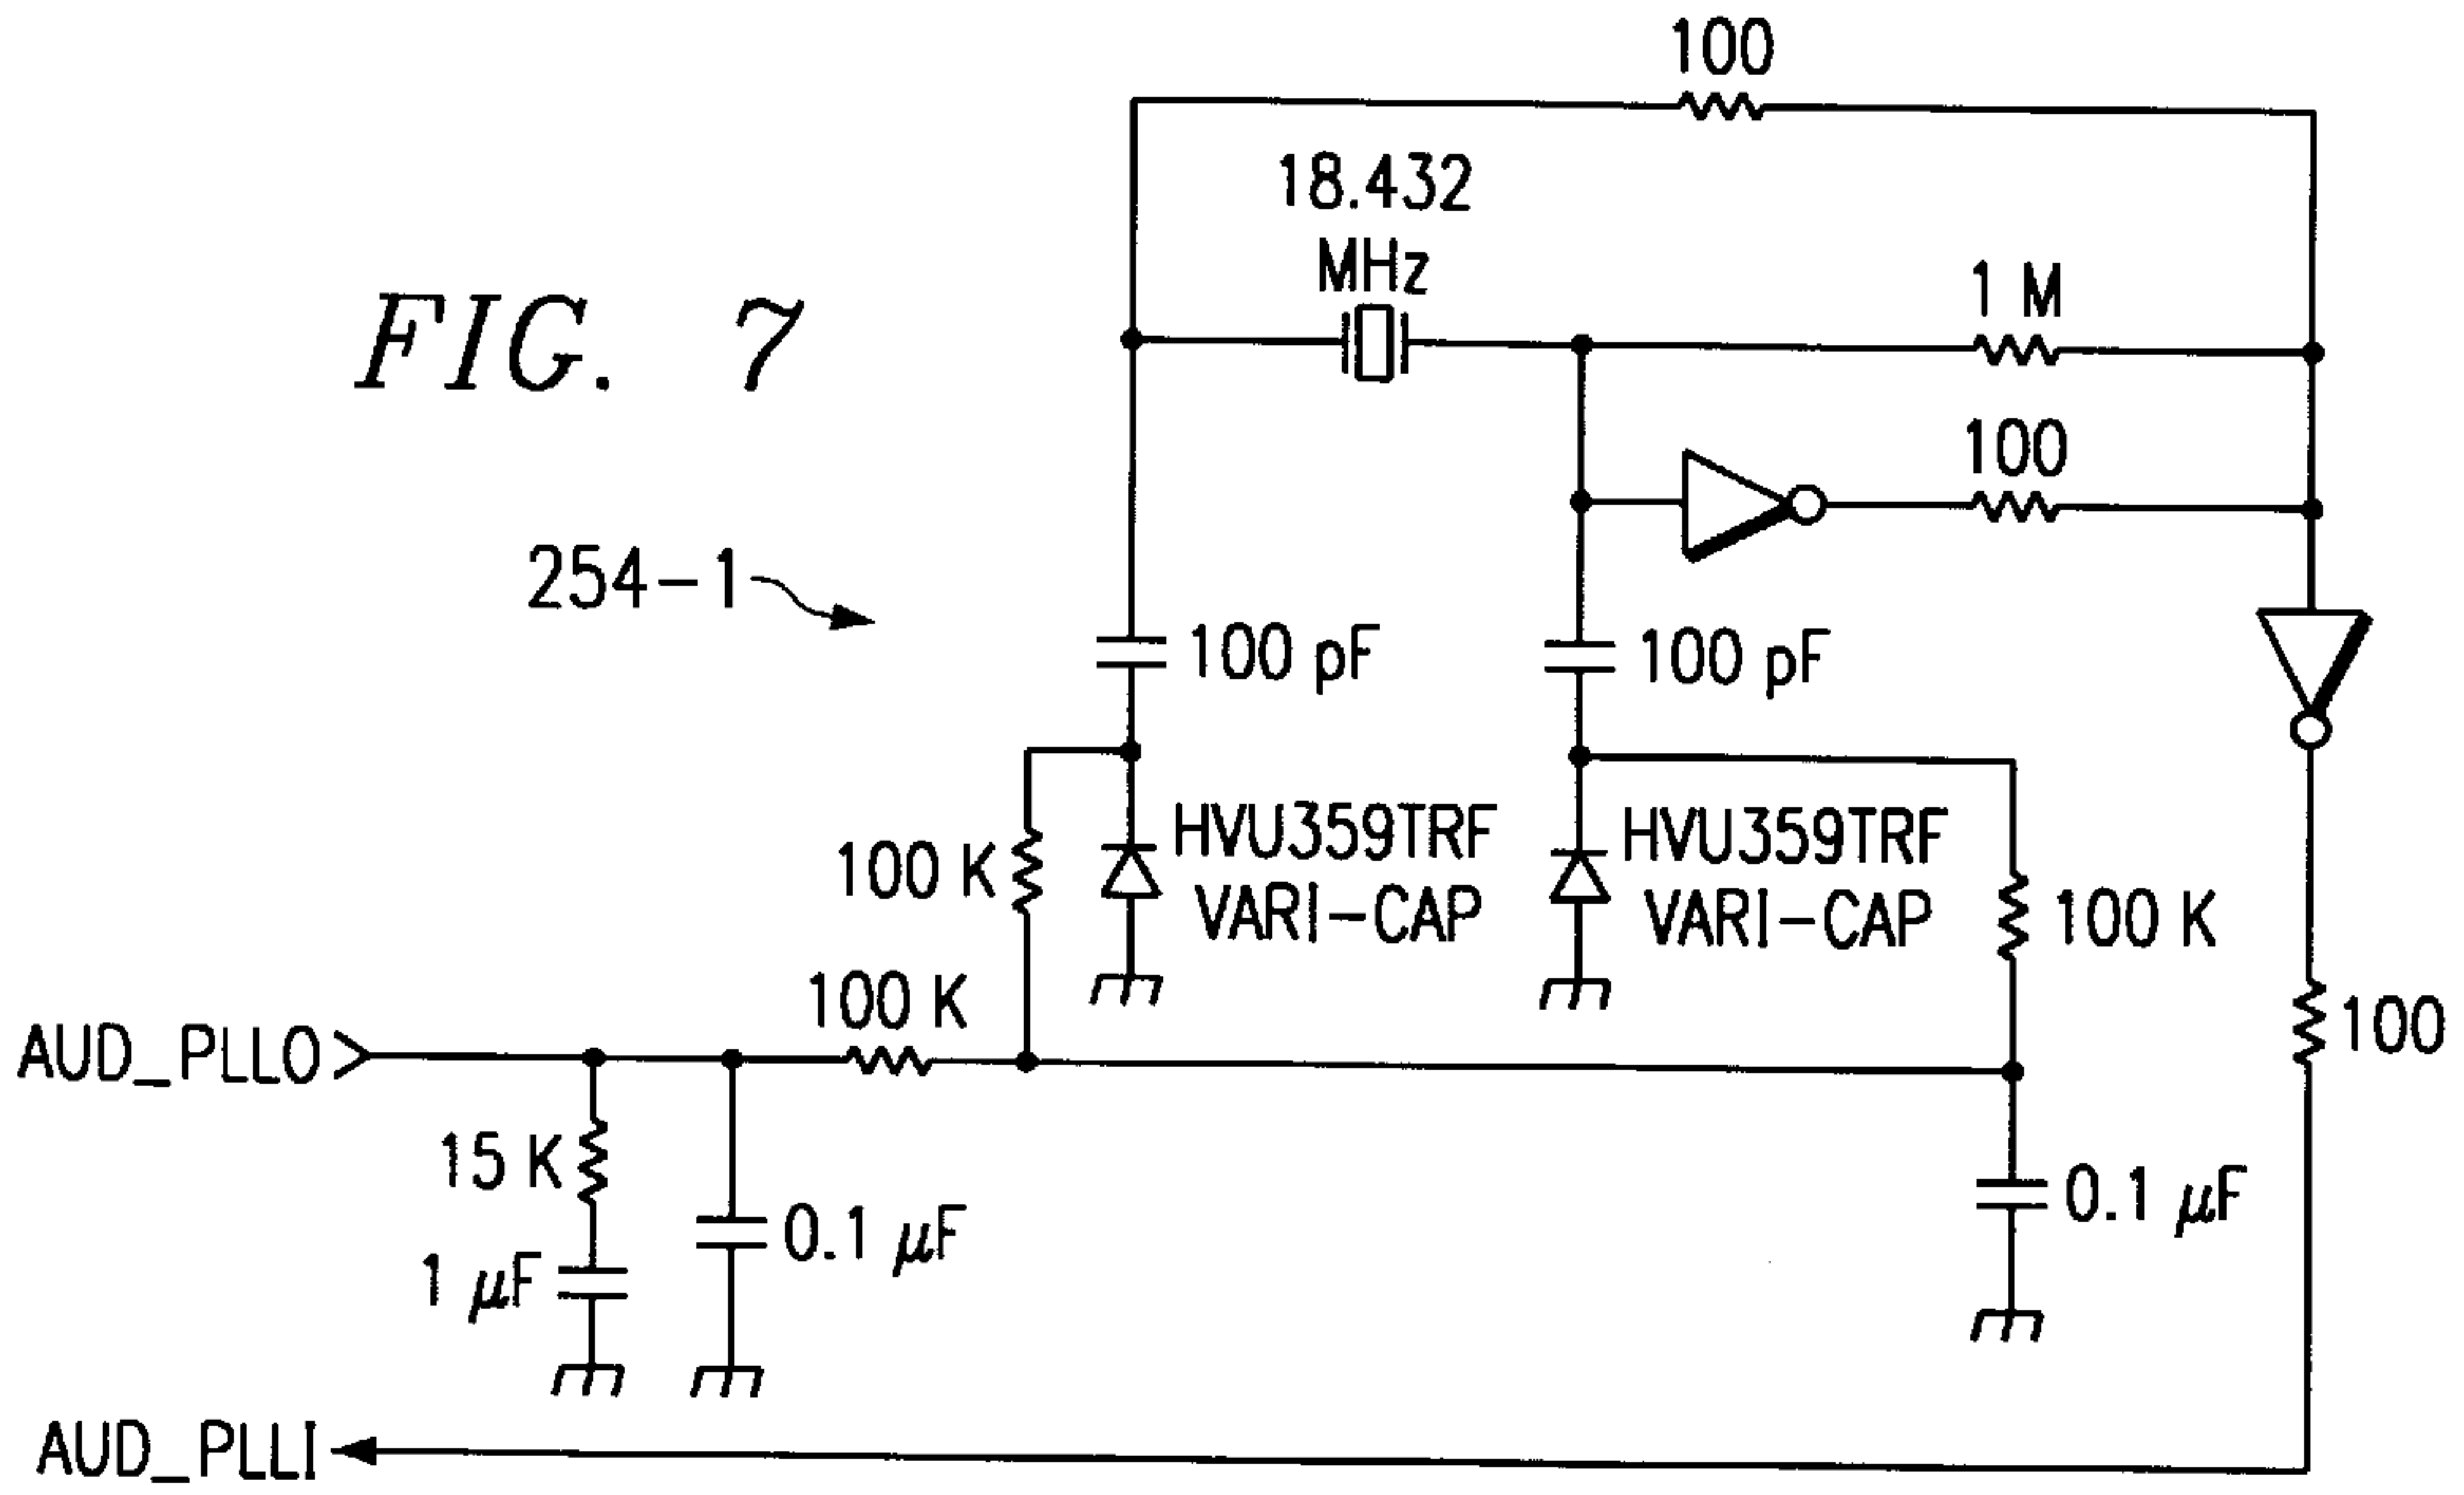 100
18.432
MHz
1 M
FIG. 7
100
254-1
100 pF
100 pF
HVU359TRF
VARI-CAP
HVU359TRF
VARI-CAP
100 K
100 K
100 K
100
AUD_PLLO
15 K
0.1 µF
0.1 µF
1 µF
AUD_PLLI